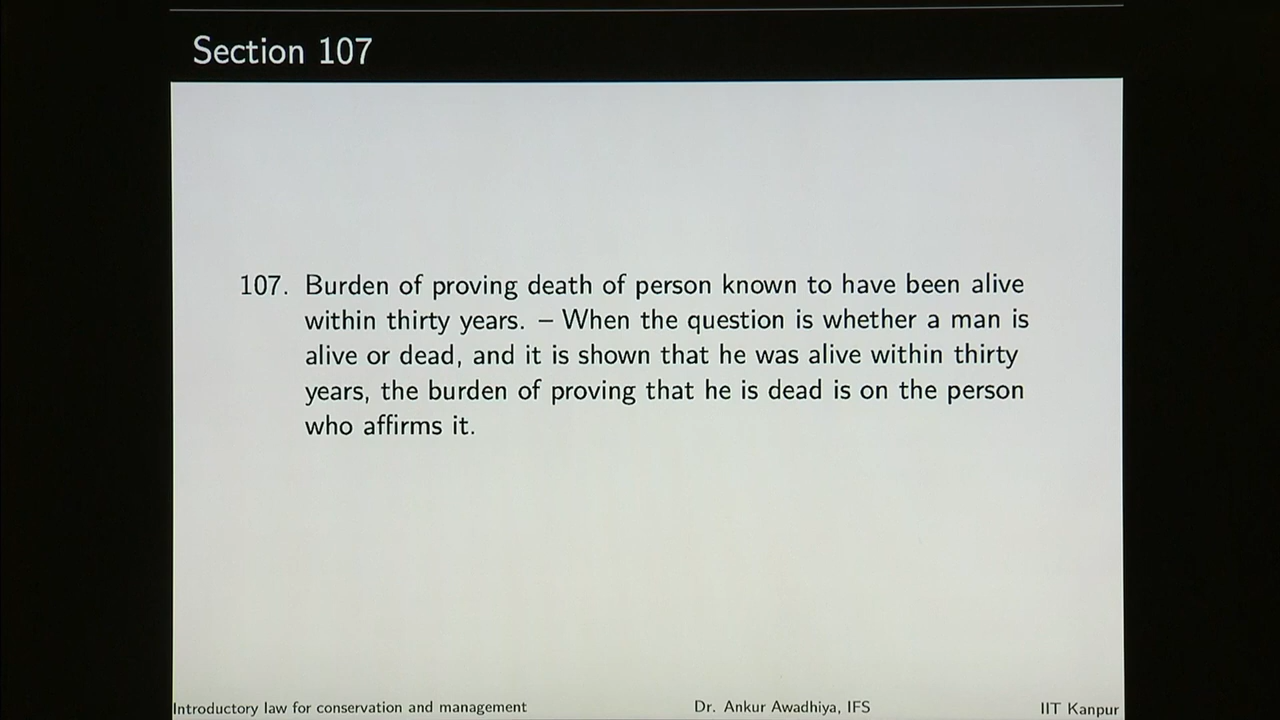 Section 107
107. Burden of proving death of person known to have been alive
within thirty years. – When the question is whether a man is
alive or dead, and it is shown that he was alive within thirty
years, the burden of proving that he is dead is on the person
who affirms it.
Introductory law for conservation and management Dr. Ankur Awadhiya, IFS IIT Kanpur